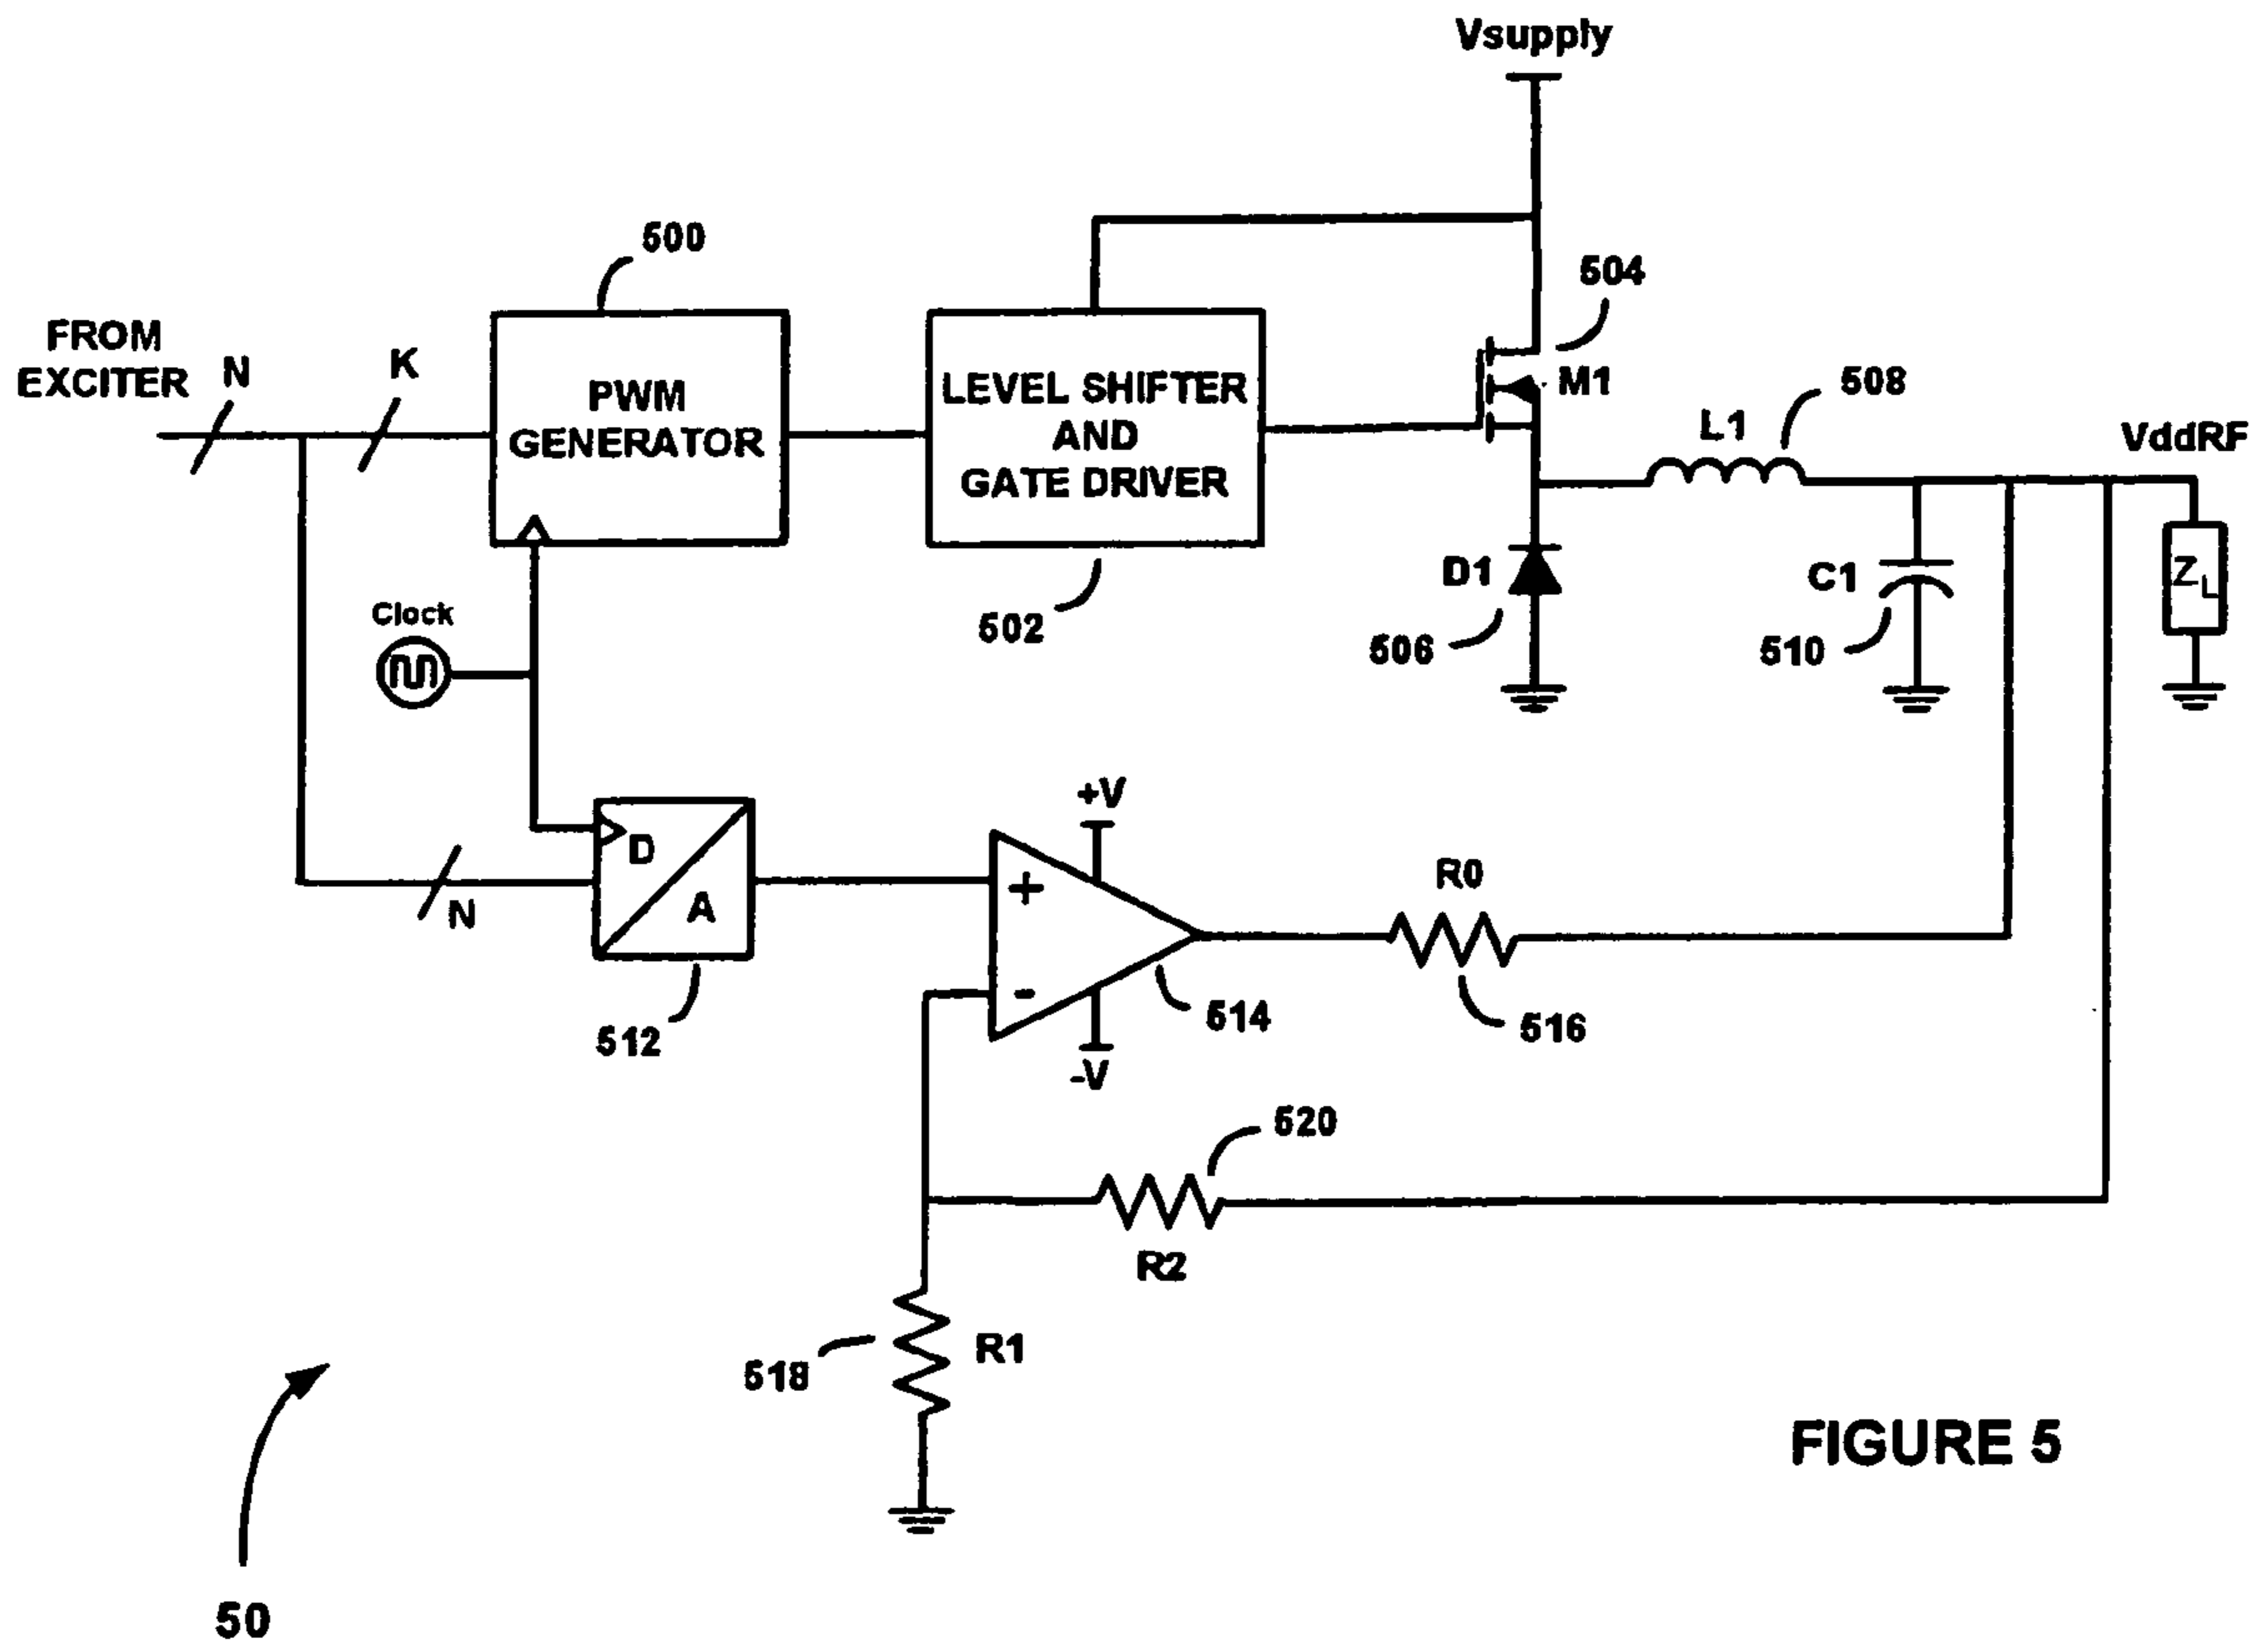 Vsupply
500
504
FROM
EXCITER
N
K
PWM
GENERATOR
LEVEL SHIFTER
AND
GATE DRIVER
M1
508
L1
VddRF
Clock
502
D1
506
C1
510
ZL
+V
D
A
N
+
-
R0
512
514
516
-V
520
R2
518
R1
FIGURE 5
50